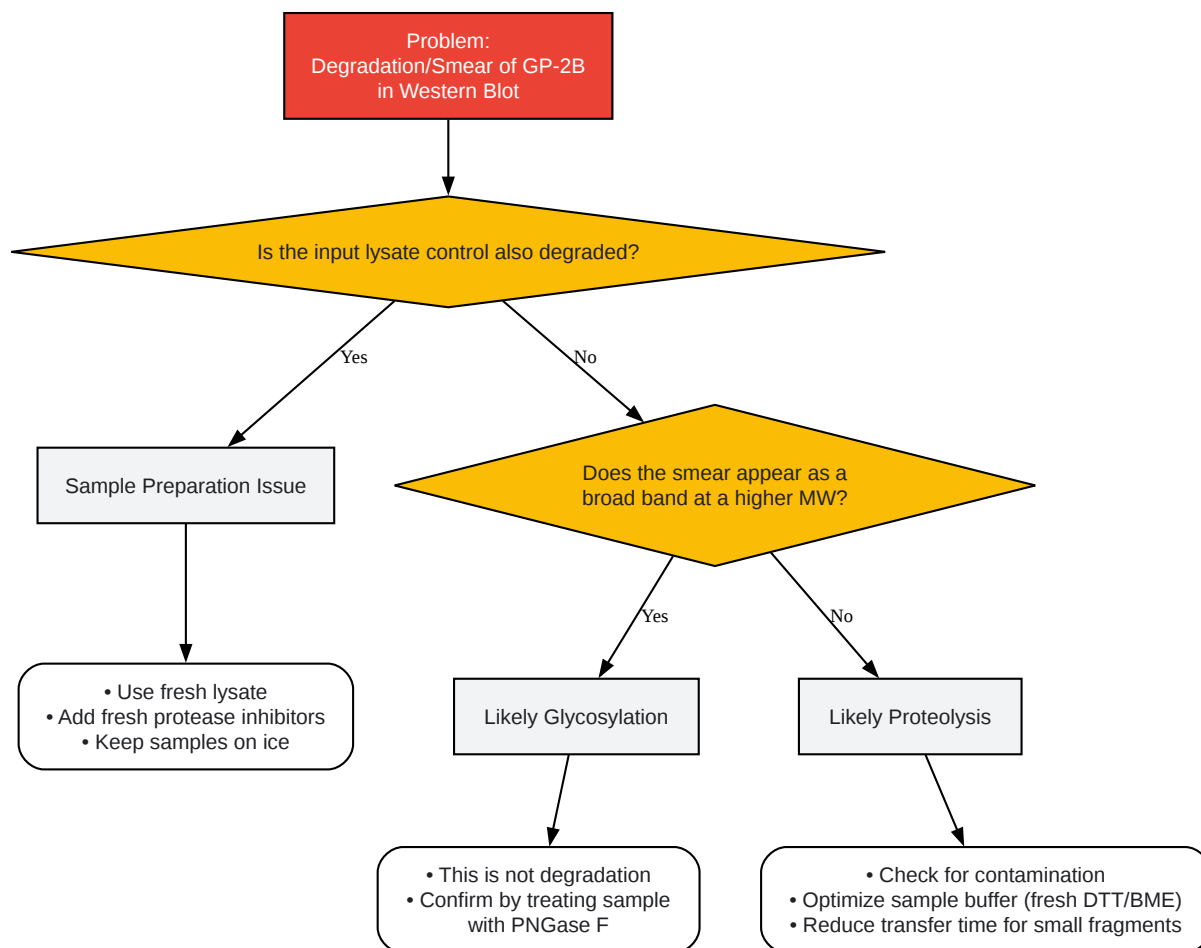 Problem:
Degradation/Smear of GP-2B
in Western Blot
Is the input lysate control also degraded?
Yes
No
Sample Preparation Issue
Does the smear appear as a
broad band at a higher MW?
Yes
No
• Use fresh lysate
• Add fresh protease inhibitors
• Keep samples on ice
Likely Glycosylation
Likely Proteolysis
• This is not degradation
• Confirm by treating sample
with PNGase F
• Check for contamination
• Optimize sample buffer (fresh DTT/BME)
• Reduce transfer time for small fragments